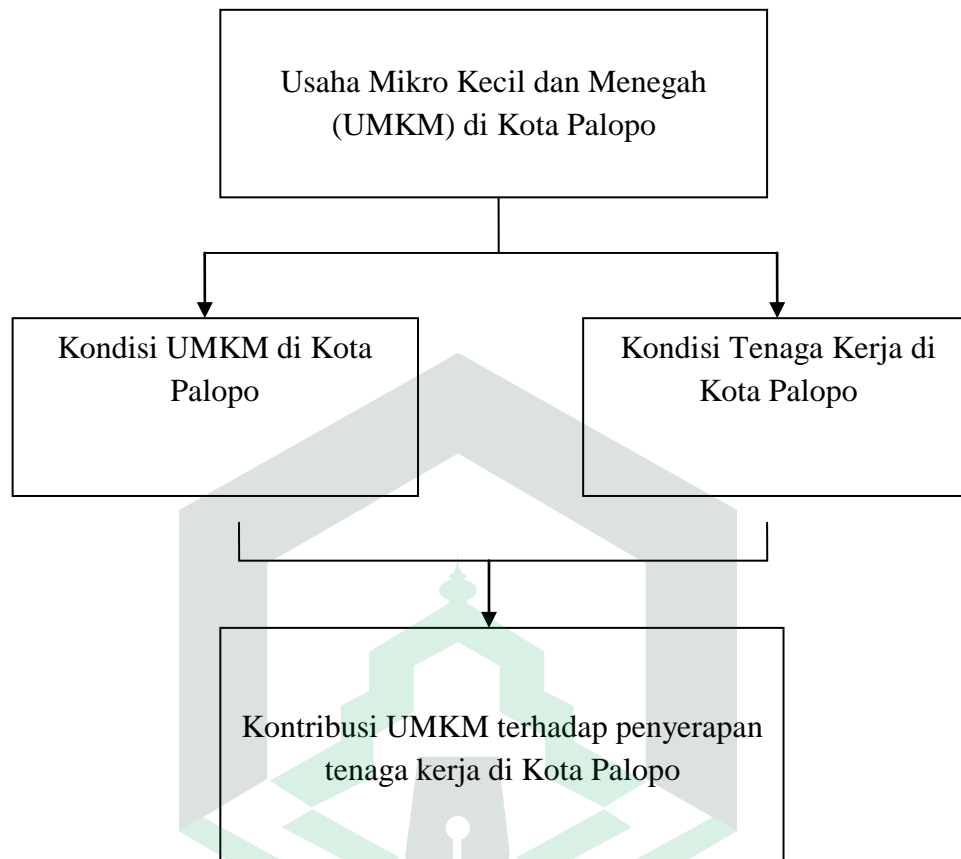 Usaha Mikro Kecil dan Menegah
(UMKM) di Kota Palopo
Kondisi UMKM di Kota
Palopo
Kondisi Tenaga Kerja di
Kota Palopo
Kontribusi UMKM terhadap penyerapan
tenaga kerja di Kota Palopo